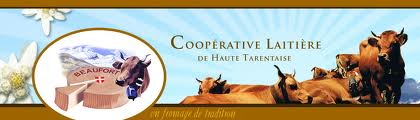 BEAUFORT
COOPÉRATIVE LAITIÈRE
DE HAUTE TARENTAISE
un fromage de tradition